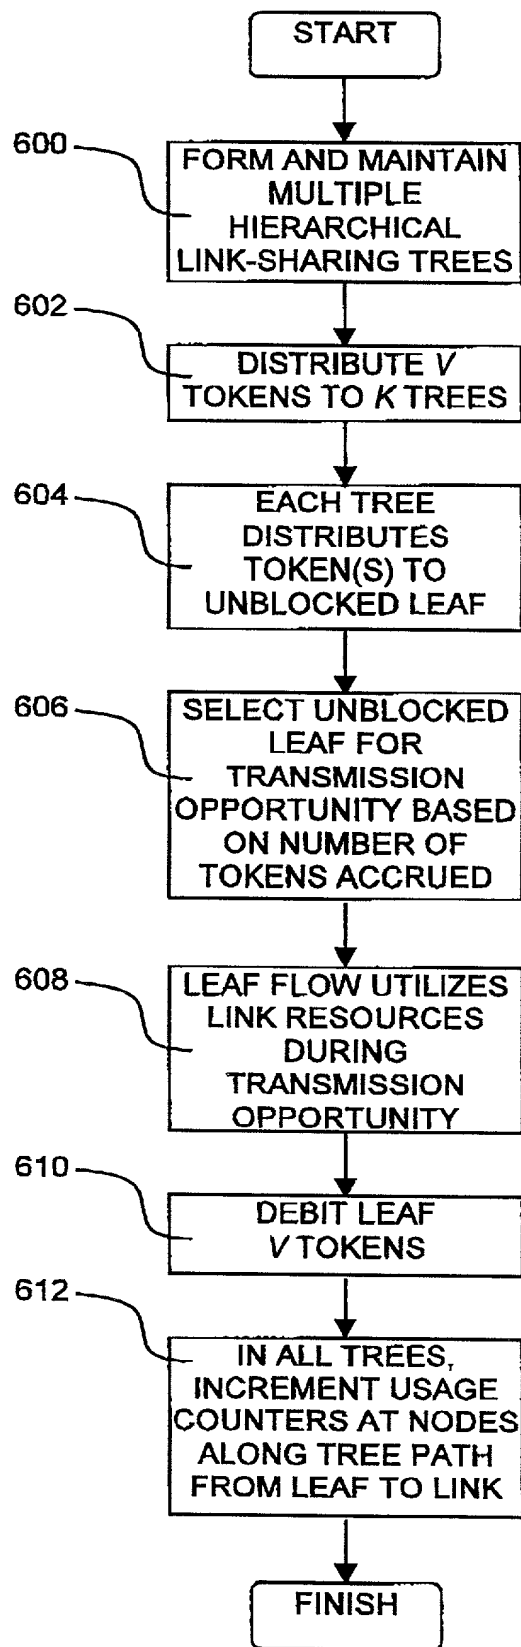 START
600
FORM AND MAINTAIN
MULTIPLE
HIERARCHICAL
LINK-SHARING TREES
602
DISTRIBUTE V
TOKENS TO K TREES
604
EACH TREE
DISTRIBUTES
TOKEN(S) TO
UNBLOCKED LEAF
606
SELECT UNBLOCKED
LEAF FOR
TRANSMISSION
OPPORTUNITY BASED
ON NUMBER OF
TOKENS ACCRUED
608
LEAF FLOW UTILIZES
LINK RESOURCES
DURING
TRANSMISSION
OPPORTUNITY
610
DEBIT LEAF
V TOKENS
612
IN ALL TREES,
INCREMENT USAGE
COUNTERS AT NODES
ALONG TREE PATH
FROM LEAF TO LINK
FINISH